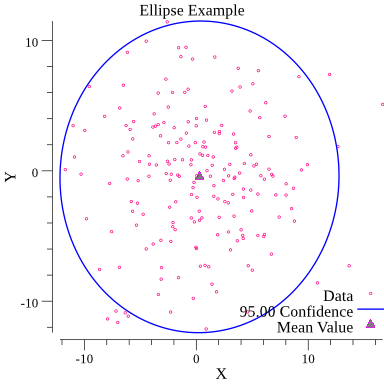 Ellipse Example
10
0
-10
Y
Data
95.00 Confidence
Mean Value
-10
0
10
X